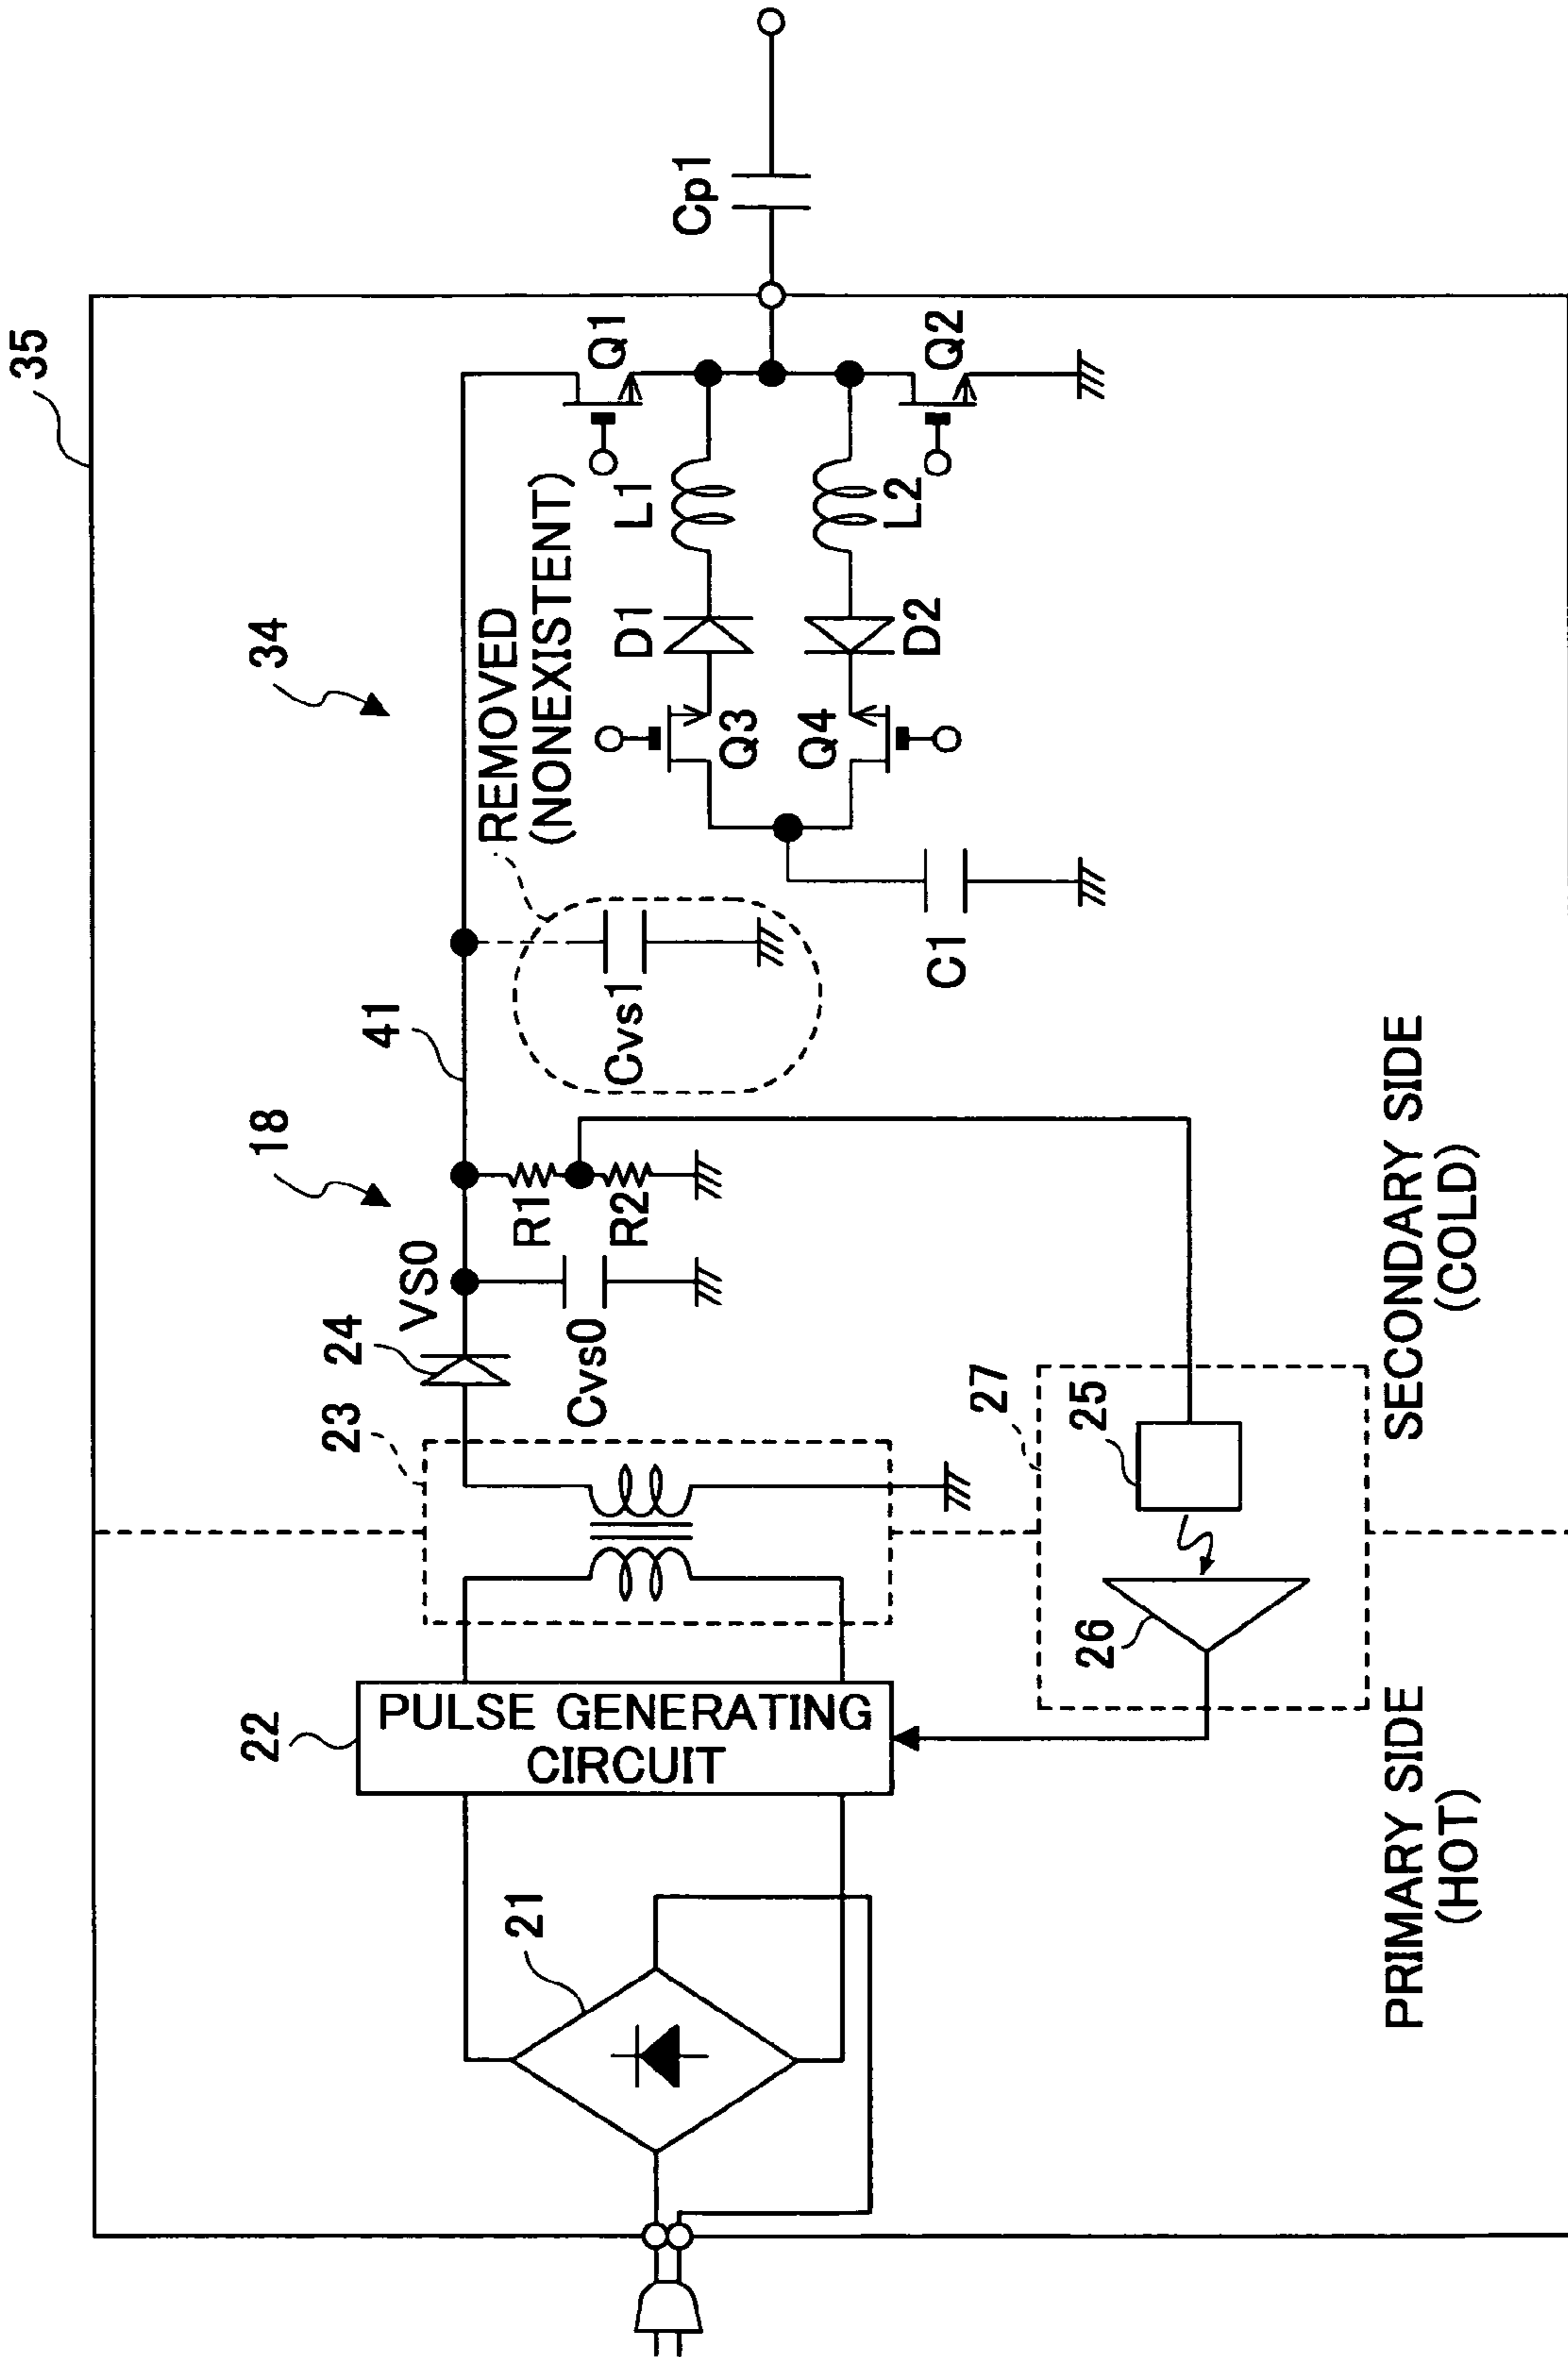 35
34
18
41
REMOVED
(NONEXISTENT)
Q1
Cp1
L1
D1
Q3
Q4
D2
L2
Q2
Cvs1
C1
VS0
24
23
R1
R2
Cvs0
22
PULSE GENERATING
CIRCUIT
21
27
25
26
PRIMARY SIDE
(HOT)
SECONDARY SIDE
(COLD)